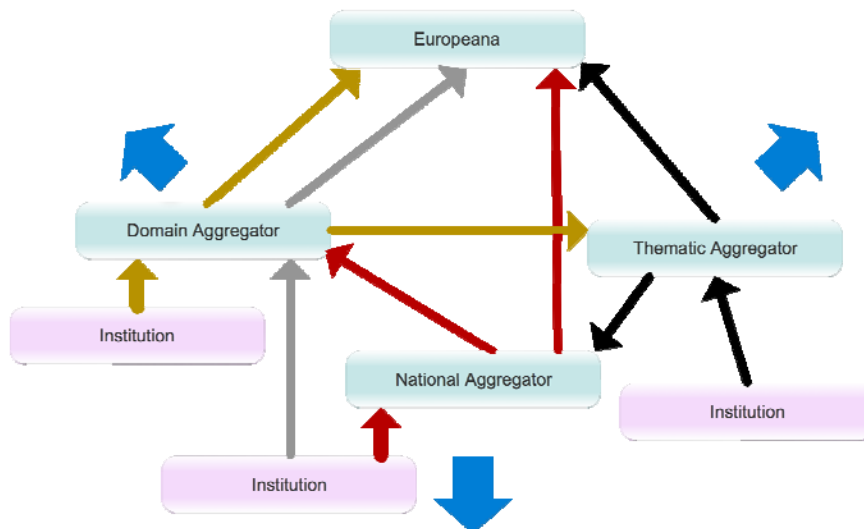 Europeana
Domain Aggregator
Thematic Aggregator
Institution
National Aggregator
Institution
Institution